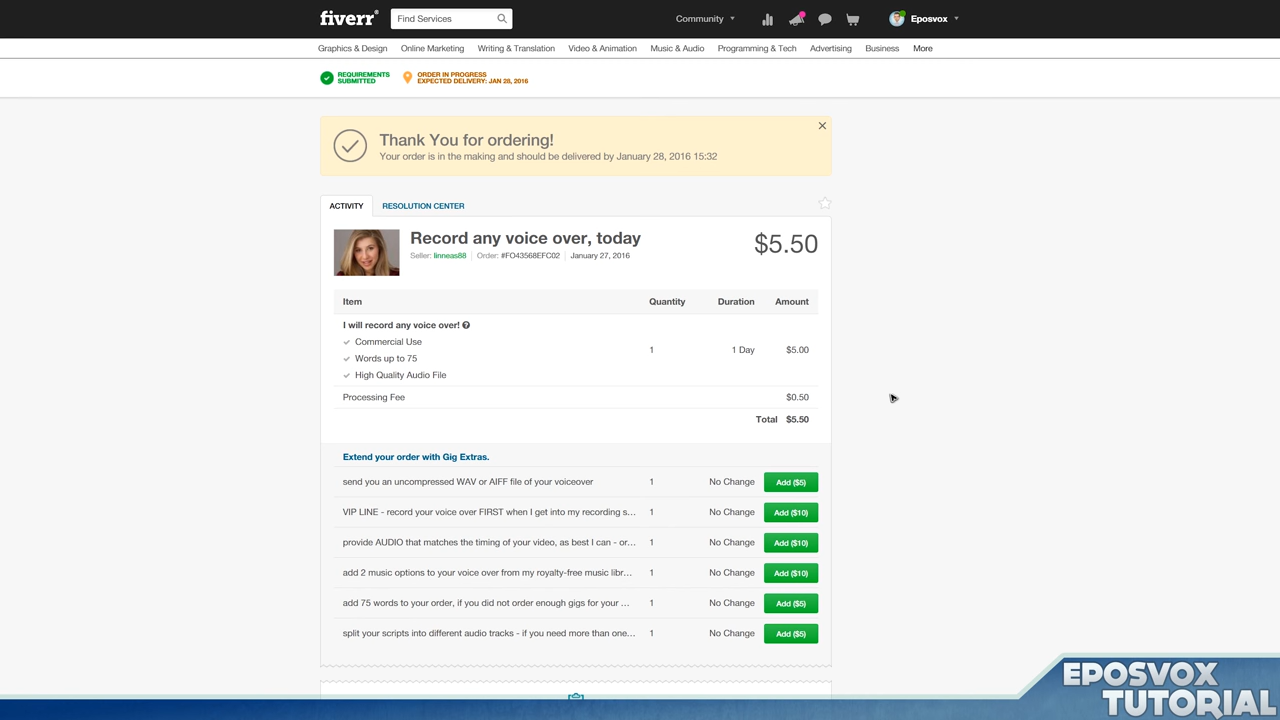 fiverr
Find Services
Community
Eposvox
Graphics & Design Online Marketing Writing & Translation Video & Animation Music & Audio Programming & Tech Advertising Business More
REQUIREMENTS
SUBMITTED
ORDER IN PROGRESS
EXPECTED DELIVERY: JAN 28, 2016
Thank You for ordering!
Your order is in the making and should be delivered by January 28, 2016 15:32
ACTIVITY RESOLUTION CENTER
Record any voice over, today $5.50
Seller: linneas88 Order: #FO43568EFC02 January 27, 2016
Item Quantity Duration Amount
I will record any voice over!
Commercial Use
Words up to 75
High Quality Audio File
1 1 Day $5.00
Processing Fee $0.50
Total $5.50
Extend your order with Gig Extras.
send you an uncompressed WAV or AIFF file of your voiceover 1 No Change Add ($5)
VIP LINE - record your voice over FIRST when I get into my recording s... 1 No Change Add ($10)
provide AUDIO that matches the timing of your video, as best I can - or... 1 No Change Add ($10)
add 2 music options to your voice over from my royalty-free music libr... 1 No Change Add ($10)
add 75 words to your order, if you did not order enough gigs for your ... 1 No Change Add ($5)
split your scripts into different audio tracks - if you need more than one... 1 No Change Add ($5)
EPOSVOX
TUTORIAL